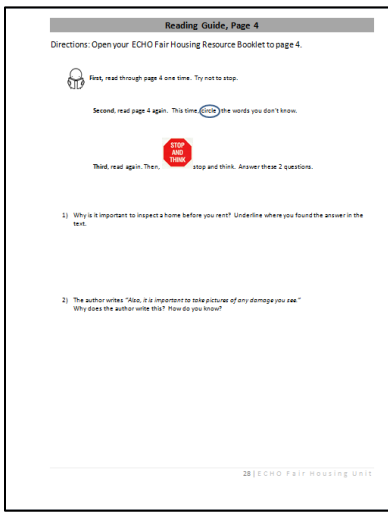 Reading Guide, Page 4
Directions: Open your ECHO Fair Housing Resource Booklet to page 4.
First, read through page 4 one time. Try not to stop.
Second, read page 4 again. This time, circle the words you don't know.
STOP
AND
THINK
Third, read again. Then, stop and think. Answer these 2 questions.
1) Why is it important to inspect a home before you rent? Underline where you found the answer in the
text.
2) The author writes "Also, it is important to take pictures of any damage you see."
Why does the author write this? How do you know?
28 | ECHO Fair Housing Unit